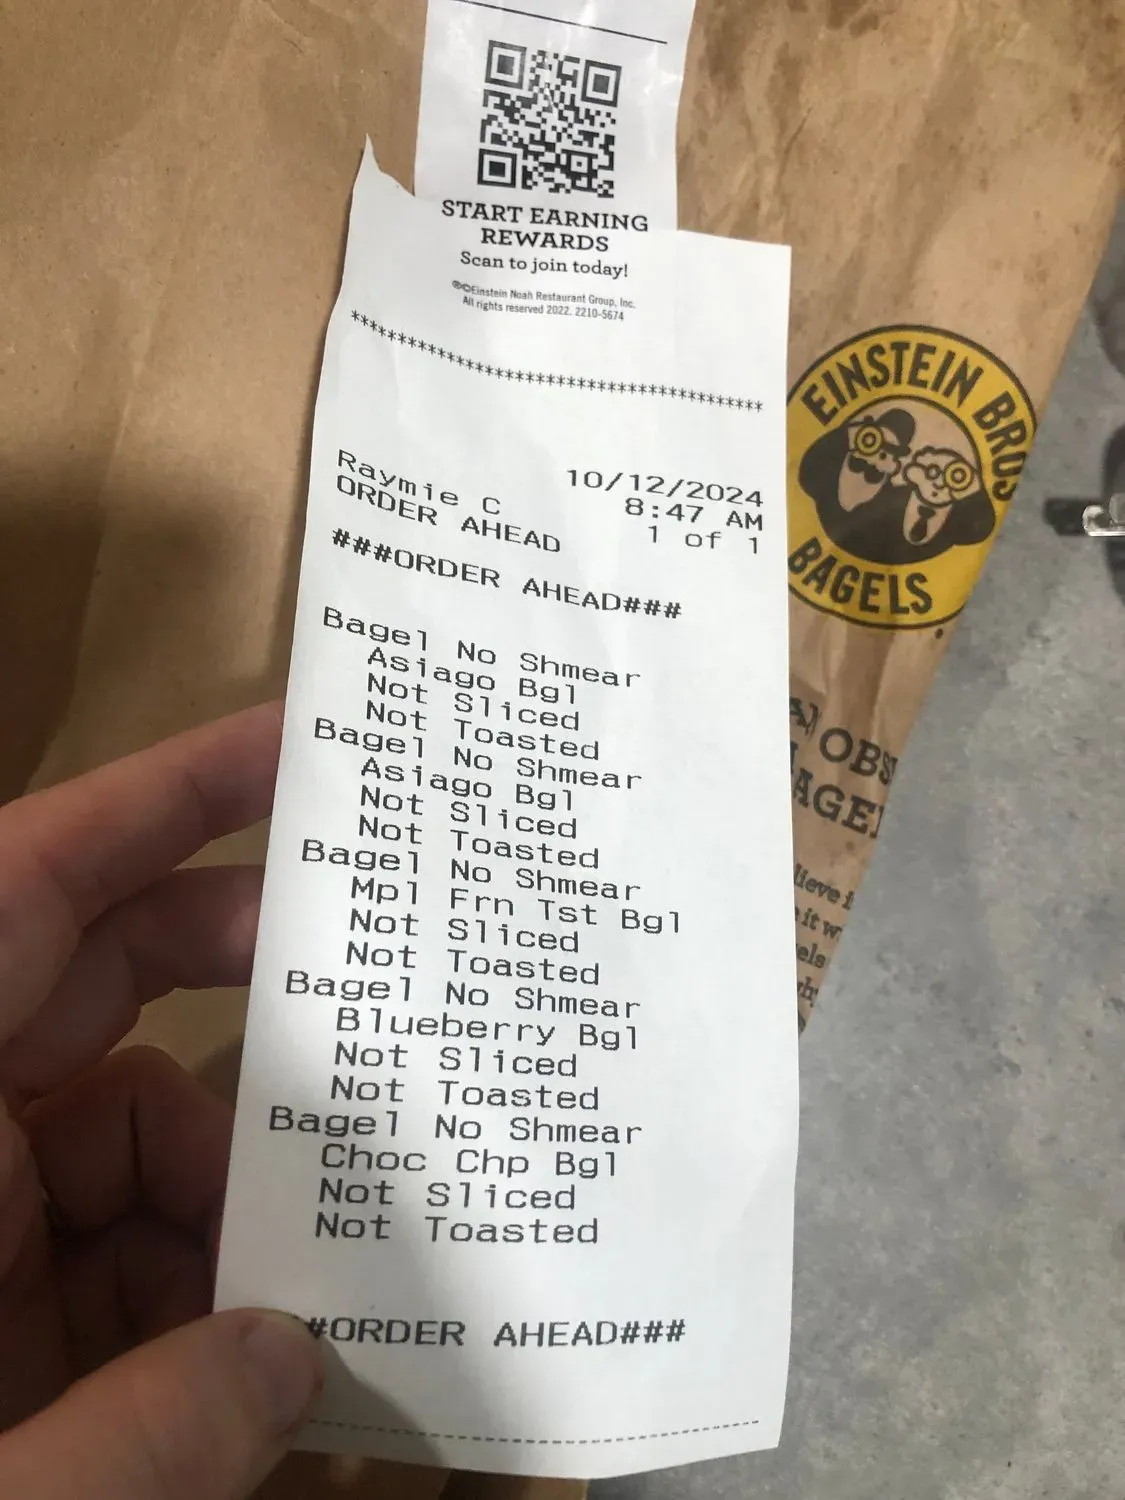 START EARNING
REWARDS
Scan to join today!
®©Einstein Noah Restaurant Group, Inc.
All rights reserved 2022. 2210-5674
******************************************
Raymie C 10/12/2024
ORDER AHEAD 8:47 AM
1 of 1
###ORDER AHEAD###
Bagel No Shmear
Asiago Bgl
Not Sliced
Not Toasted
Bagel No Shmear
Asiago Bgl
Not Sliced
Not Toasted
Bagel No Shmear
Mpl Frn Tst Bgl
Not Sliced
Not Toasted
Bagel No Shmear
Blueberry Bgl
Not Sliced
Not Toasted
Bagel No Shmear
Choc Chp Bgl
Not Sliced
Not Toasted
#ORDER AHEAD###
EINSTEIN BROS
BAGELS
it